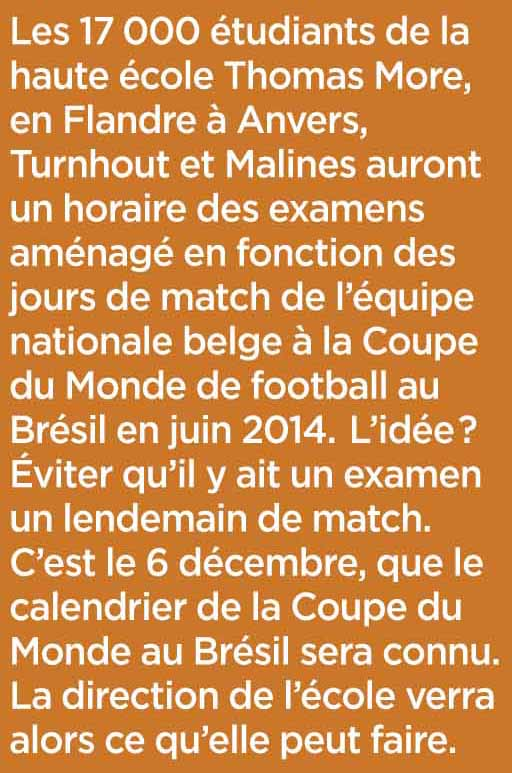 Les 17 000 étudiants de la
haute école Thomas More,
en Flandre à Anvers,
Turnhout et Malines auront
un horaire des examens
aménagé en fonction des
jours de match de l’équipe
nationale belge à la Coupe
du Monde de football au
Brésil en juin 2014. L’idée ?
Éviter qu’il y ait un examen
un lendemain de match.
C’est le 6 décembre, que le
calendrier de la Coupe du
Monde au Brésil sera connu.
La direction de l’école verra
alors ce qu’elle peut faire.